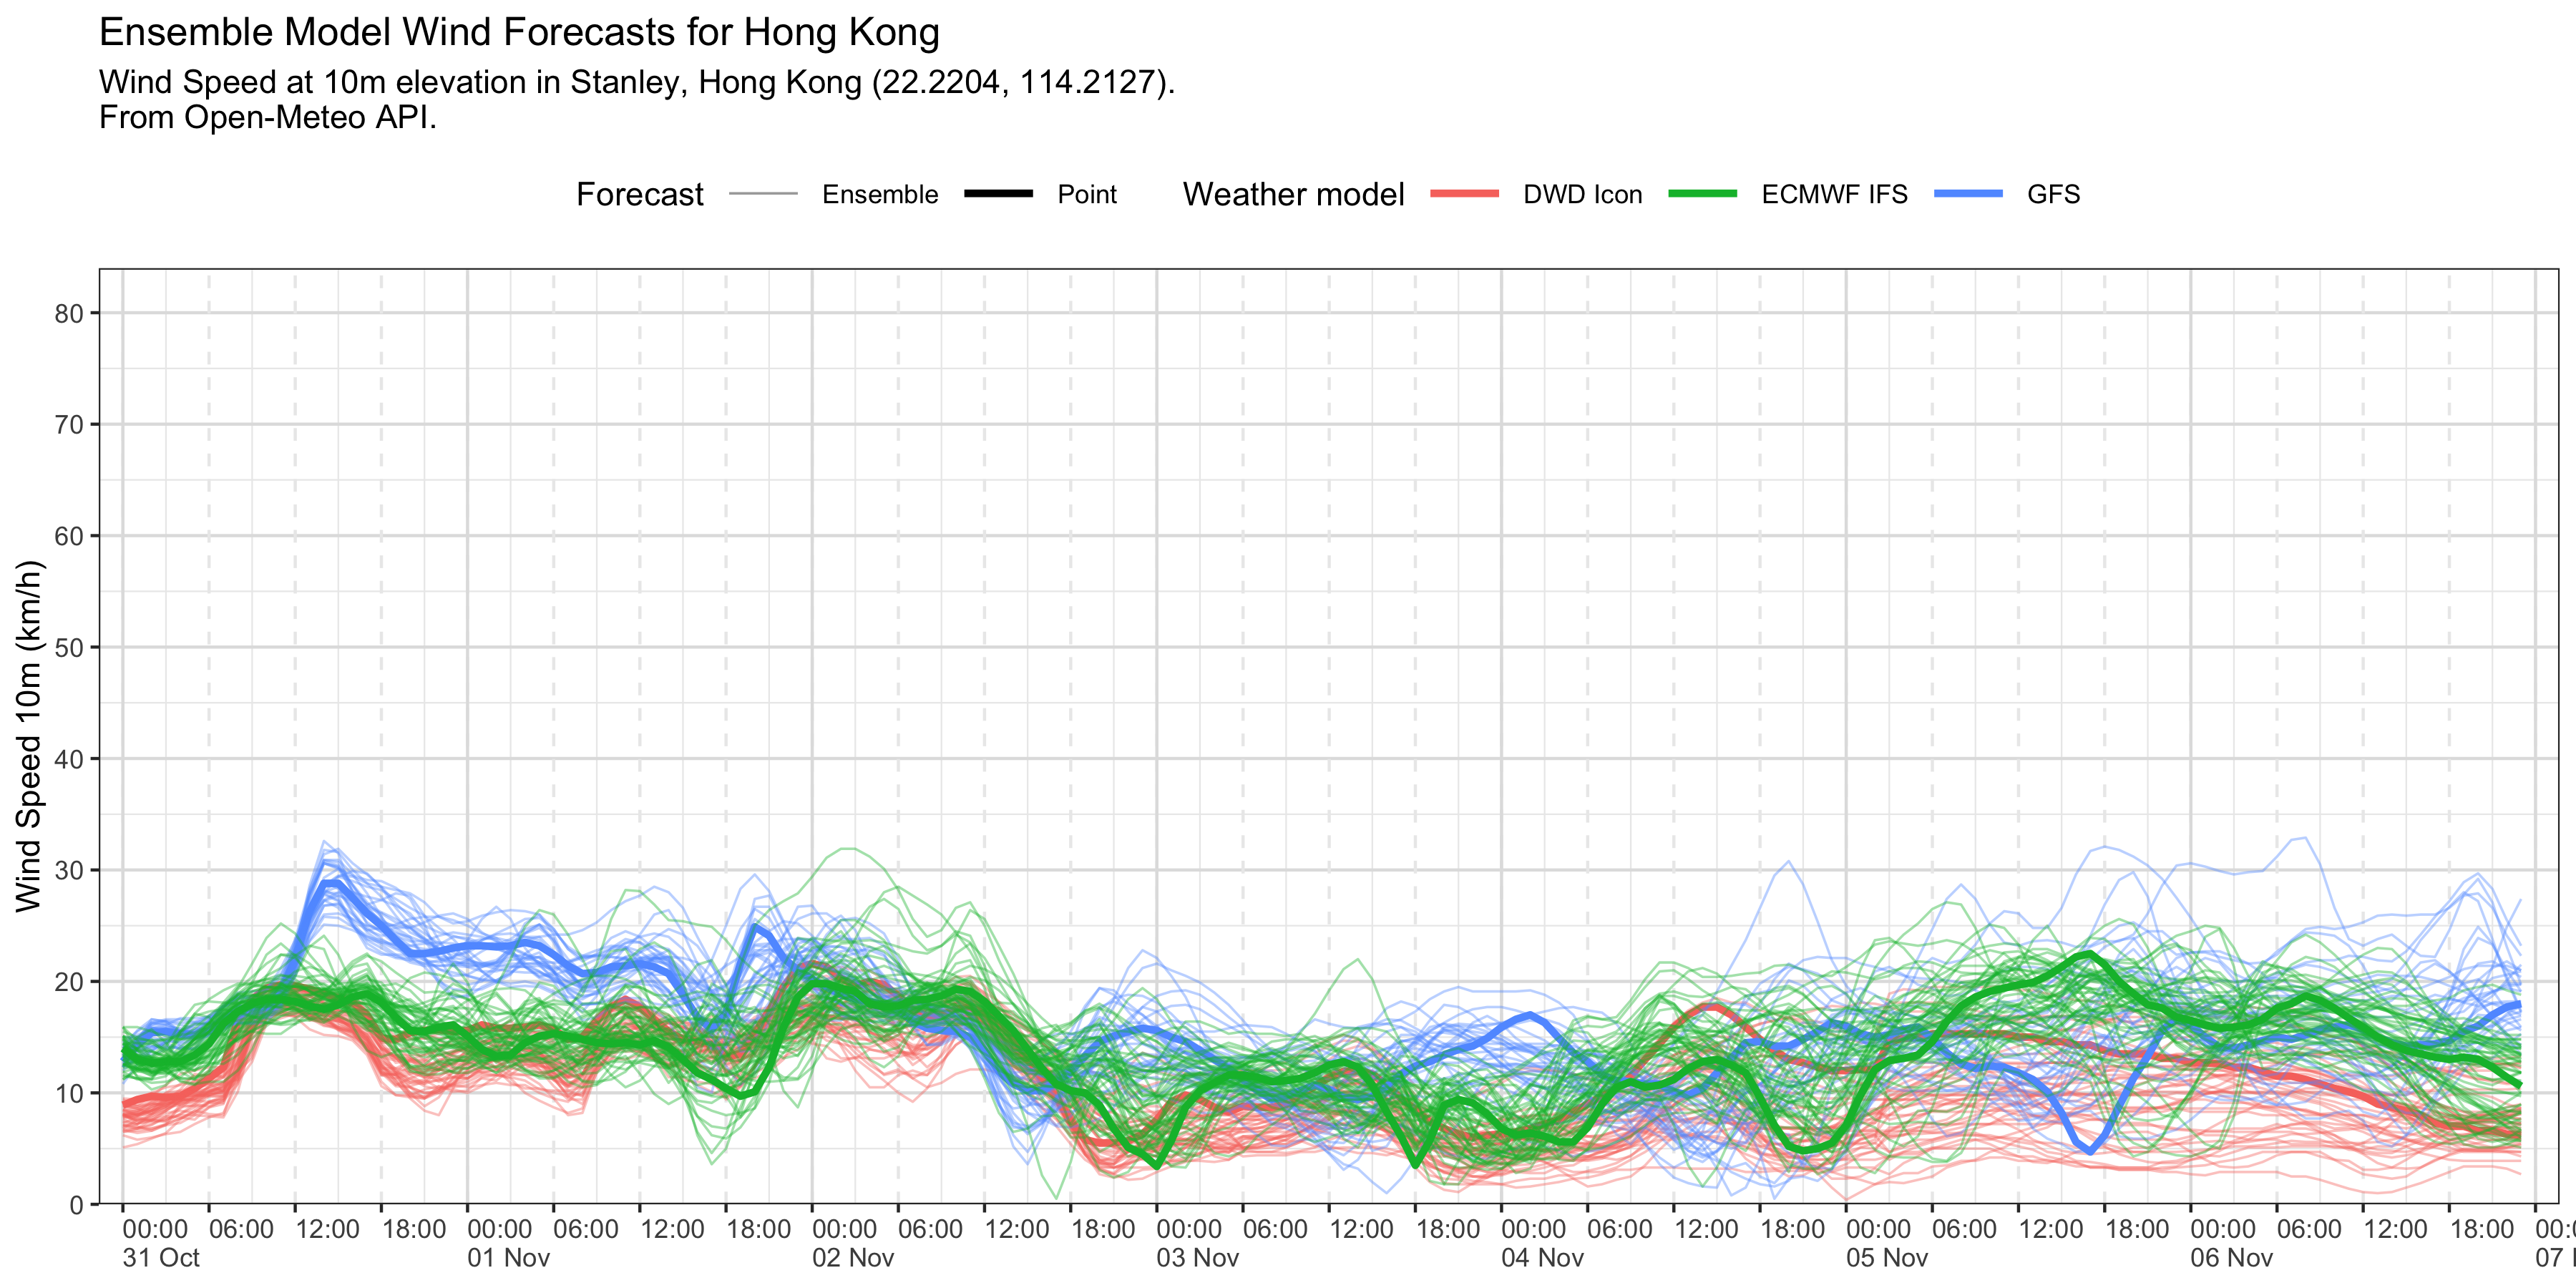 Ensemble Model Wind Forecasts for Hong Kong
Wind Speed at 10m elevation in Stanley, Hong Kong (22.2204, 114.2127).
From Open-Meteo API.
Forecast Ensemble Point Weather model DWD Icon ECMWF IFS GFS
Wind Speed 10m (km/h)
80
70
60
50
40
30
20
10
0
00:00 06:00 12:00 18:00 00:00 06:00 12:00 18:00 00:00 06:00 12:00 18:00 00:00 06:00 12:00 18:00 00:00 06:00 12:00 18:00 00:00 06:00 12:00 18:00 00:00 06:00 12:00 18:00
31 Oct 01 Nov 02 Nov 03 Nov 04 Nov 05 Nov 06 Nov 07